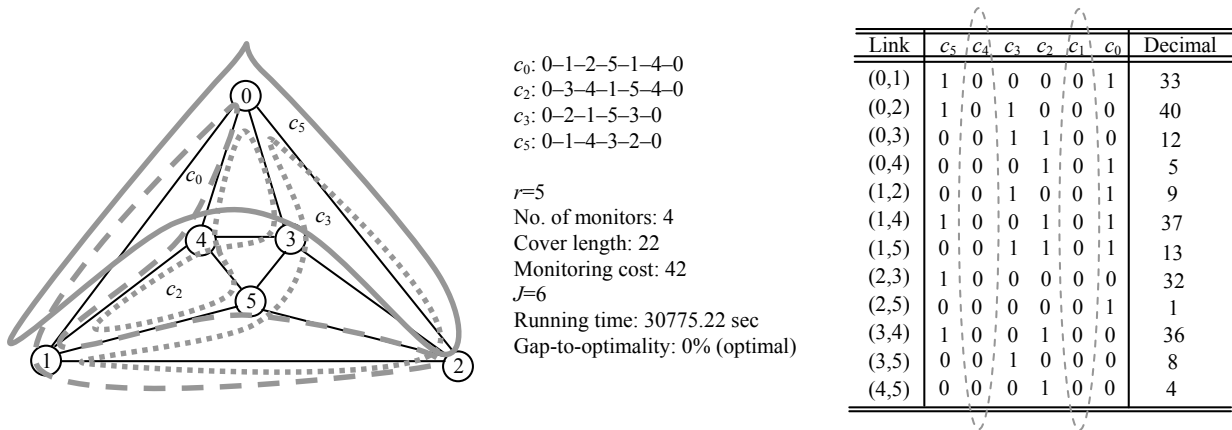 0
c5
c0
c3
4
3
c2
5
1
2
c0: 0–1–2–5–1–4–0
c2: 0–3–4–1–5–4–0
c3: 0–2–1–5–3–0
c5: 0–1–4–3–2–0
r=5
No. of monitors: 4
Cover length: 22
Monitoring cost: 42
J=6
Running time: 30775.22 sec
Gap-to-optimality: 0% (optimal)
Link c5 c4 c3 c2 c1 c0 Decimal
(0,1) 1 0 0 0 0 1 33
(0,2) 1 0 1 0 0 0 40
(0,3) 0 0 1 1 0 0 12
(0,4) 0 0 0 1 0 1 5
(1,2) 0 0 1 0 0 1 9
(1,4) 1 0 0 1 0 1 37
(1,5) 0 0 1 1 0 1 13
(2,3) 1 0 0 0 0 0 32
(2,5) 0 0 0 0 0 1 1
(3,4) 1 0 0 1 0 0 36
(3,5) 0 0 1 0 0 0 8
(4,5) 0 0 0 1 0 0 4